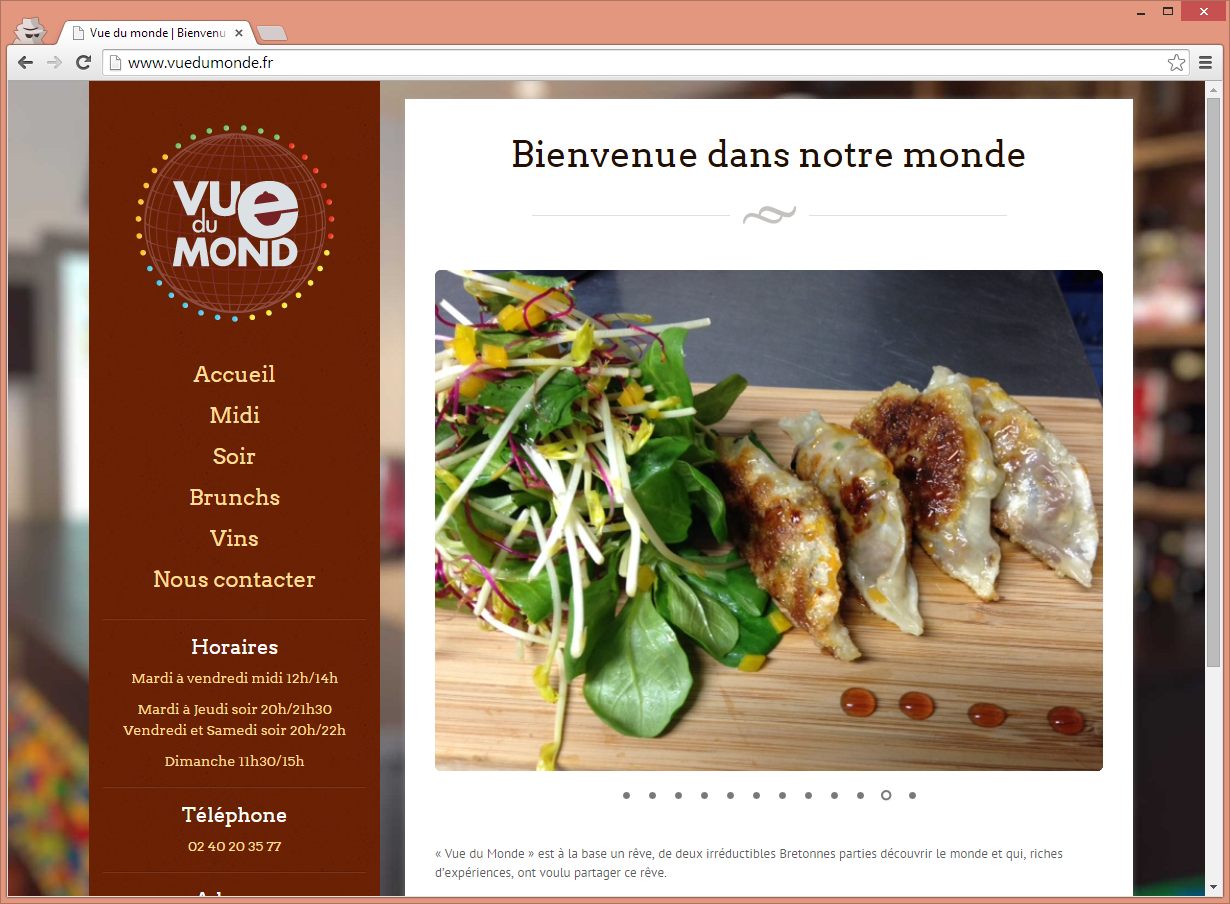 Vue du monde | Bienvenu
www.vuedumonde.fr
VUe
du
MOND
Accueil
Midi
Soir
Brunchs
Vins
Nous contacter
Horaires
Mardi à vendredi midi 12h/14h
Mardi à Jeudi soir 20h/21h30
Vendredi et Samedi soir 20h/22h
Dimanche 11h30/15h
Téléphone
02 40 20 35 77
Bienvenue dans notre monde
« Vue du Monde » est à la base un rêve, de deux irréductibles Bretonnes parties découvrir le monde et qui, riches
d'expériences, ont voulu partager ce rêve.